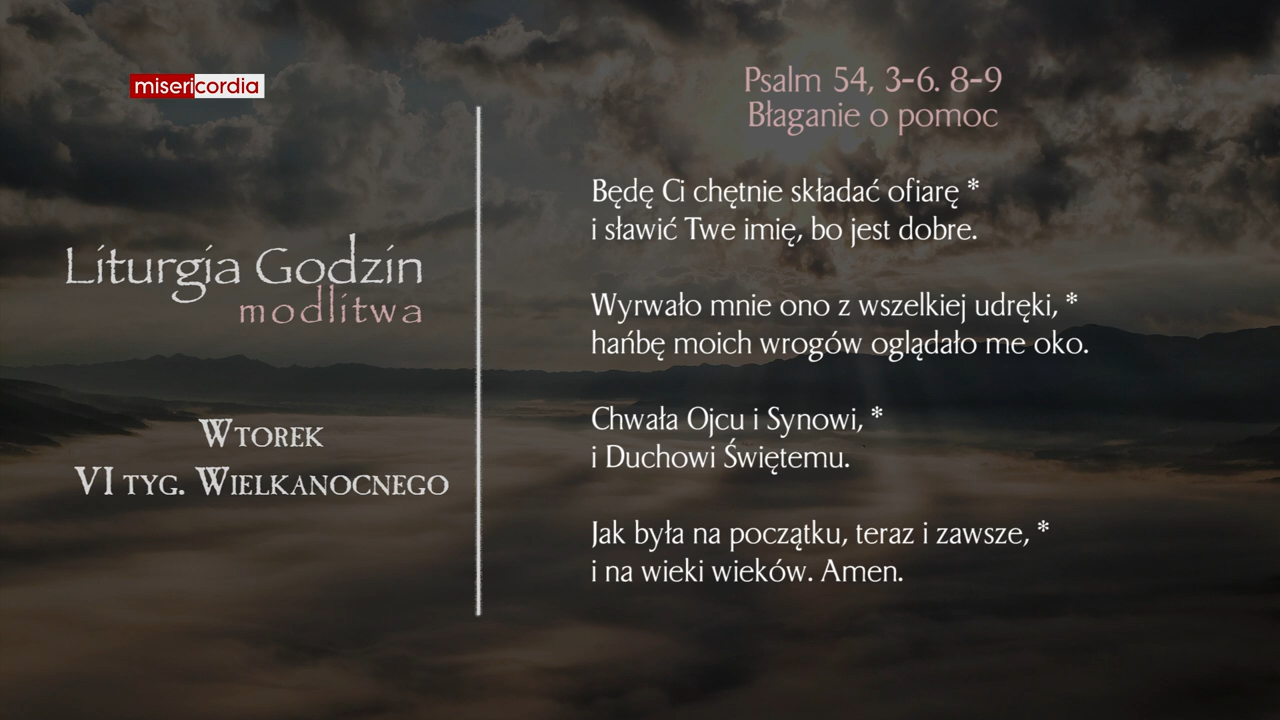 misericordia
Liturgia Godzin
modlitwa
Wtorek
VI tyg. Wielkanocnego
Psalm 54, 3-6. 8-9
Błaganie o pomoc
Będę Ci chętnie składać ofiarę *
i sławić Twe imię, bo jest dobre.
Wyrwało mnie ono z wszelkiej udręki, *
hańbę moich wrogów oglądało me oko.
Chwała Ojcu i Synowi, *
i Duchowi Świętemu.
Jak była na początku, teraz i zawsze, *
i na wieki wieków. Amen.